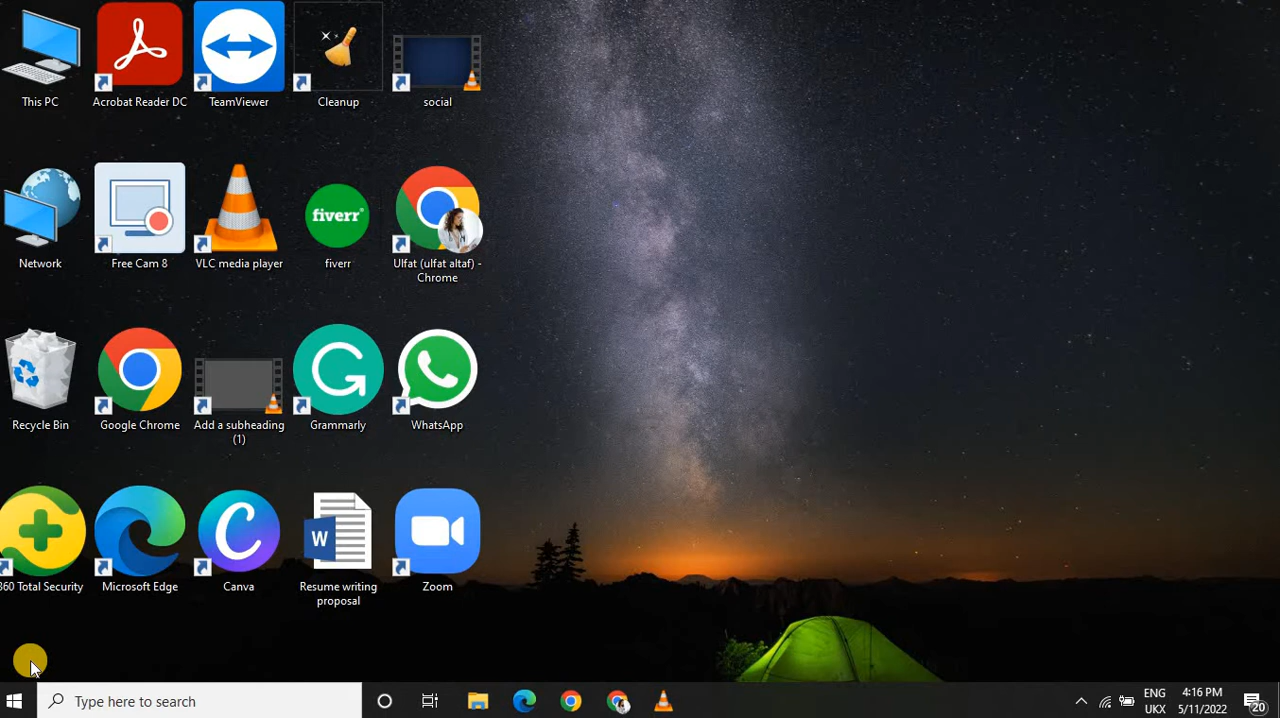 This PC
Acrobat Reader DC
TeamViewer
Cleanup
social
Network
Free Cam 8
VLC media player
fiverr
fiverr
Ulfat (ulfat altaf) -
Chrome
Recycle Bin
Google Chrome
Add a subheading
(1)
Grammarly
WhatsApp
360 Total Security
Microsoft Edge
Canva
W
Resume writing
proposal
Zoom
Type here to search
ENG
UKX
4:16 PM
5/11/2022
20